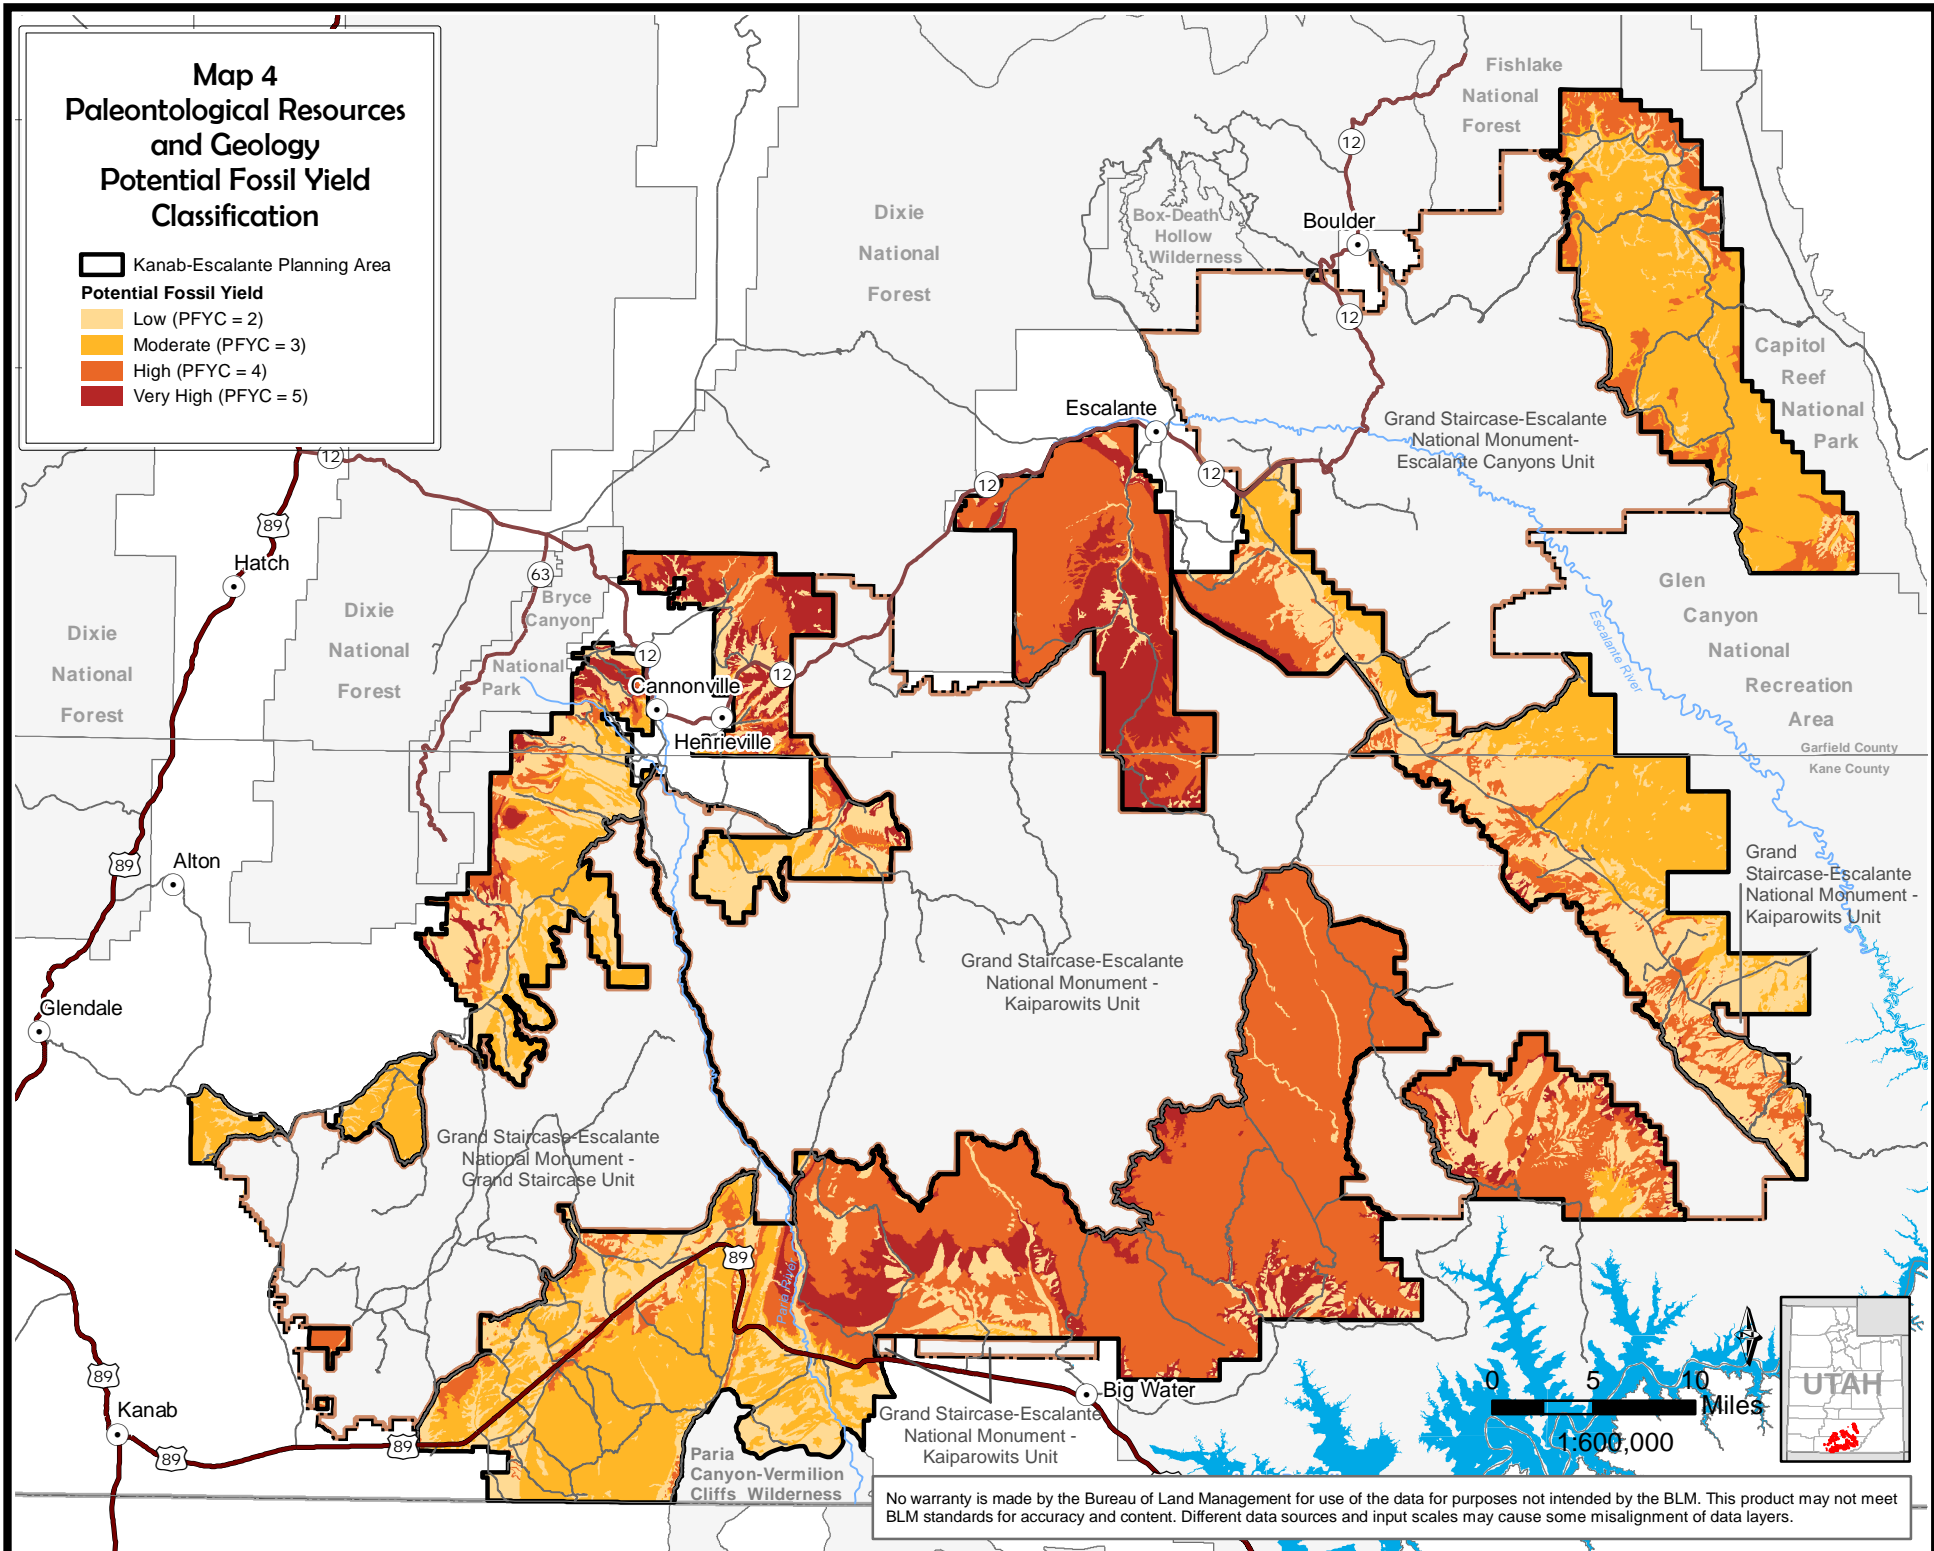 Map 4
Paleontological Resources
and Geology
Potential Fossil Yield
Classification
Kanab-Escalante Planning Area
Potential Fossil Yield
Low (PFYC = 2)
Moderate (PFYC = 3)
High (PFYC = 4)
Very High (PFYC = 5)
Fishlake
National
Forest
12
Dixie
National
Forest
Box-Death
Hollow
Wilderness
Boulder
12
Capitol
Reef
National
Park
Escalante
Grand Staircase-Escalante
National Monument-
Escalante Canyons Unit
12
12
12
89
Hatch
63
Bryce
Canyon
National
Park
Dixie
National
Forest
Dixie
National
Forest
12
12
Cannonville
Henrieville
Glen
Canyon
National
Recreation
Area
Escalante River
Garfield County
Kane County
89
Alton
Grand
Staircase-Escalante
National Monument -
Kaiparowits Unit
Grand Staircase-Escalante
National Monument -
Kaiparowits Unit
Glendale
Grand Staircase-Escalante
National Monument -
Grand Staircase Unit
89
Paria River
89
Kanab
89
89
Big Water
Grand Staircase-Escalante
National Monument -
Kaiparowits Unit
Paria
Canyon-Vermilion
Cliffs Wilderness
0 5 10
Miles
1:600,000
UTAH
No warranty is made by the Bureau of Land Management for use of the data for purposes not intended by the BLM. This product may not meet
BLM standards for accuracy and content. Different data sources and input scales may cause some misalignment of data layers.